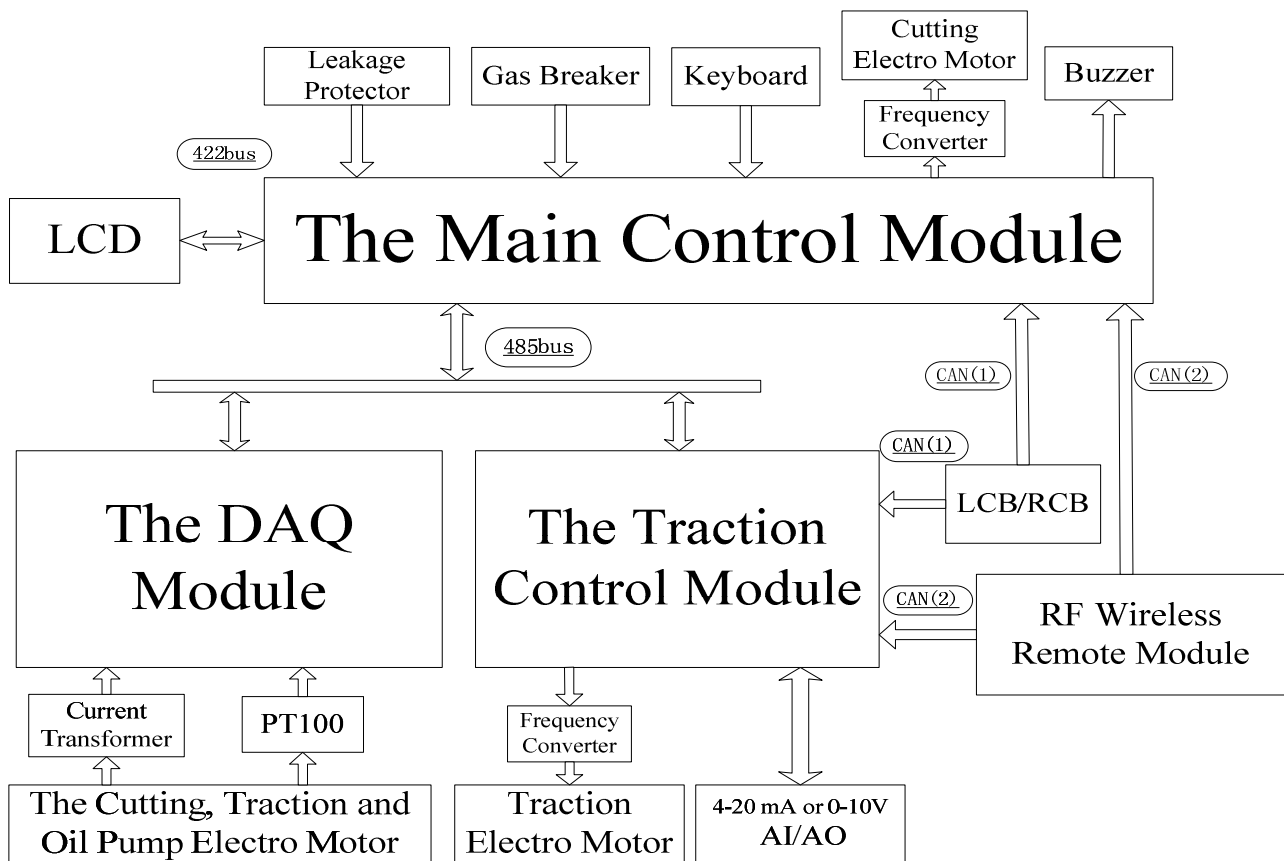 Leakage
Protector
Gas Breaker
Keyboard
Cutting
Electro Motor
Frequency
Converter
Buzzer
422bus
LCD
The Main Control Module
485bus
CAN(1)
CAN(2)
CAN(1)
LCB/RCB
The DAQ
Module
The Traction
Control Module
CAN(2)
RF Wireless
Remote Module
Current
Transformer
PT100
Frequency
Converter
The Cutting, Traction and
Oil Pump Electro Motor
Traction
Electro Motor
4-20 mA or 0-10V
AI/AO